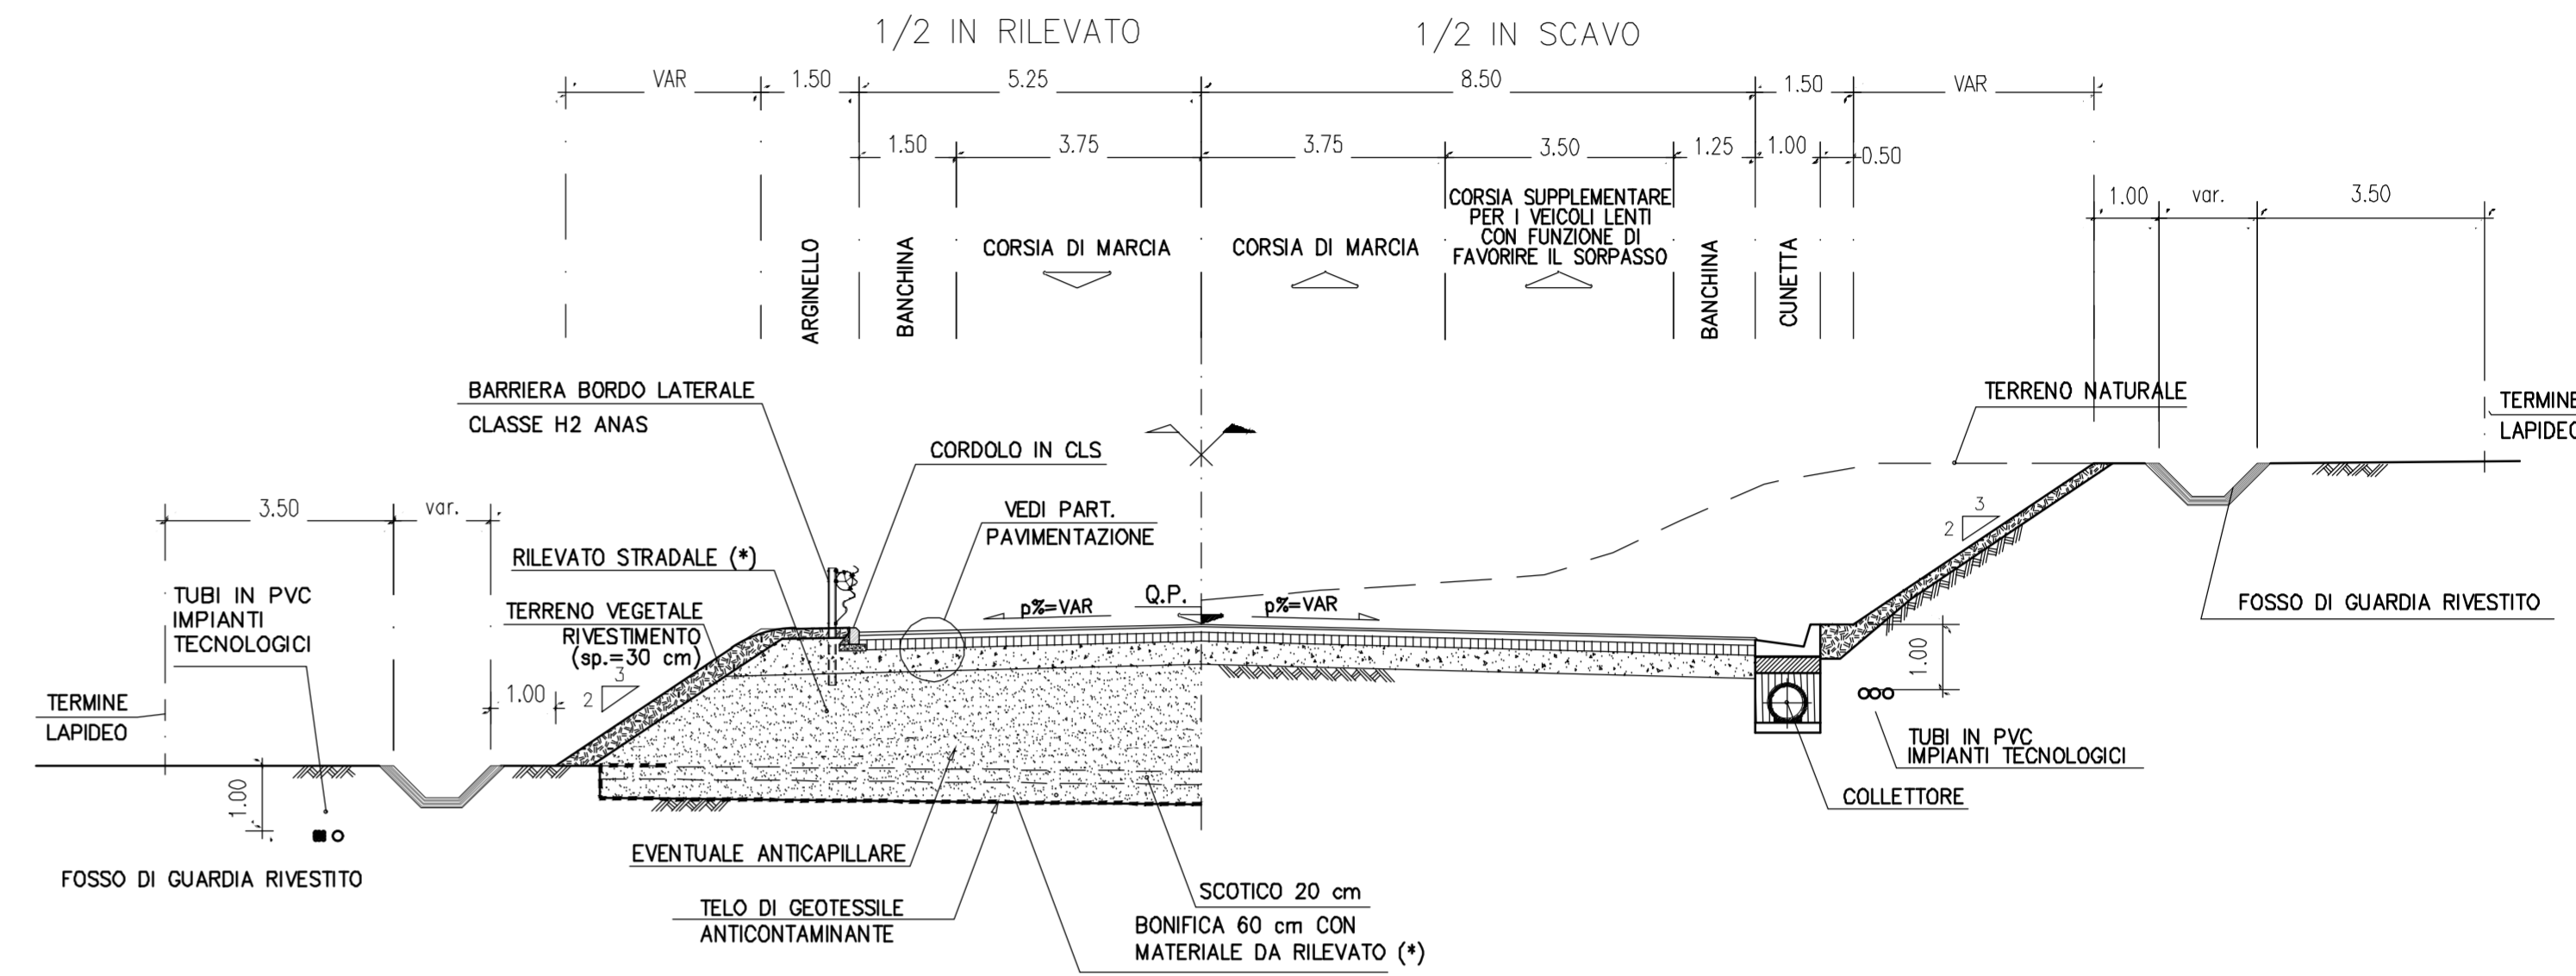 1/2 IN RILEVATO
1/2 IN SCAVO
VAR
1.50
5.25
8.50
1.50
VAR
1.50
3.75
3.75
3.50
1.25
1.00
0.50
1.00
var.
3.50
ARGINELLO
BANCHINA
CORSIA DI MARCIA
CORSIA DI MARCIA
CORSIA SUPPLEMENTARE
PER I VEICOLI LENTI
CON FUNZIONE DI
FAVORIRE IL SORPASSO
BANCHINA
CUNETTA
BARRIERA BORDO LATERALE
CLASSE H2 ANAS
CORDOLO IN CLS
TERRENO NATURALE
TERMINE
LAPIDEO
3.50
var.
VEDI PART.
PAVIMENTAZIONE
3
2
RILEVATO STRADALE (*)
TUBI IN PVC
IMPIANTI
TECNOLOGICI
TERRENO VEGETALE
RIVESTIMENTO
(sp.=30 cm)
p%=VAR
Q.P.
p%=VAR
FOSSO DI GUARDIA RIVESTITO
3
2
1.00
1.00
TERMINE
LAPIDEO
TUBI IN PVC
IMPIANTI TECNOLOGICI
1.00
COLLETTORE
FOSSO DI GUARDIA RIVESTITO
EVENTUALE ANTICAPILLARE
SCOTICO 20 cm
TELO DI GEOTESSILE
ANTICONTAMINANTE
BONIFICA 60 cm CON
MATERIALE DA RILEVATO (*)